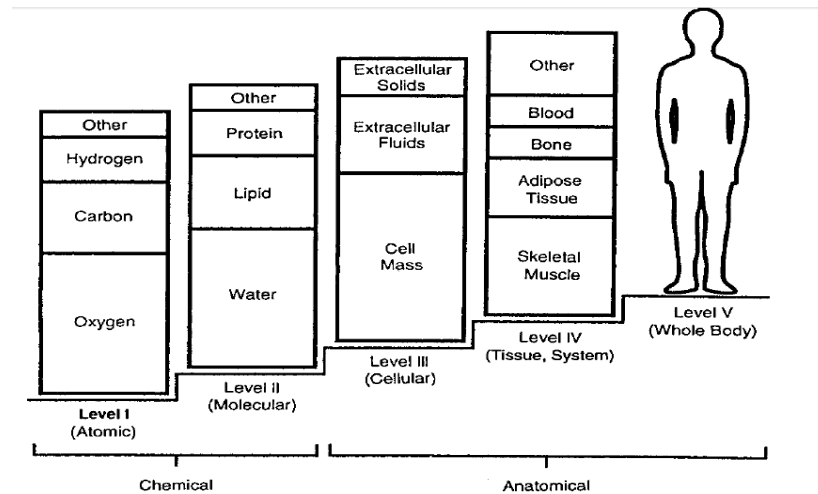 Other
Hydrogen
Carbon
Oxygen
Level I
(Atomic)
Other
Protein
Lipid
Water
Level II
(Molecular)
Extracellular
Solids
Extracellular
Fluids
Cell
Mass
Level III
(Cellular)
Other
Blood
Bone
Adipose
Tissue
Skeletal
Muscle
Level IV
(Tissue, System)
Level V
(Whole Body)
Chemical
Anatomical